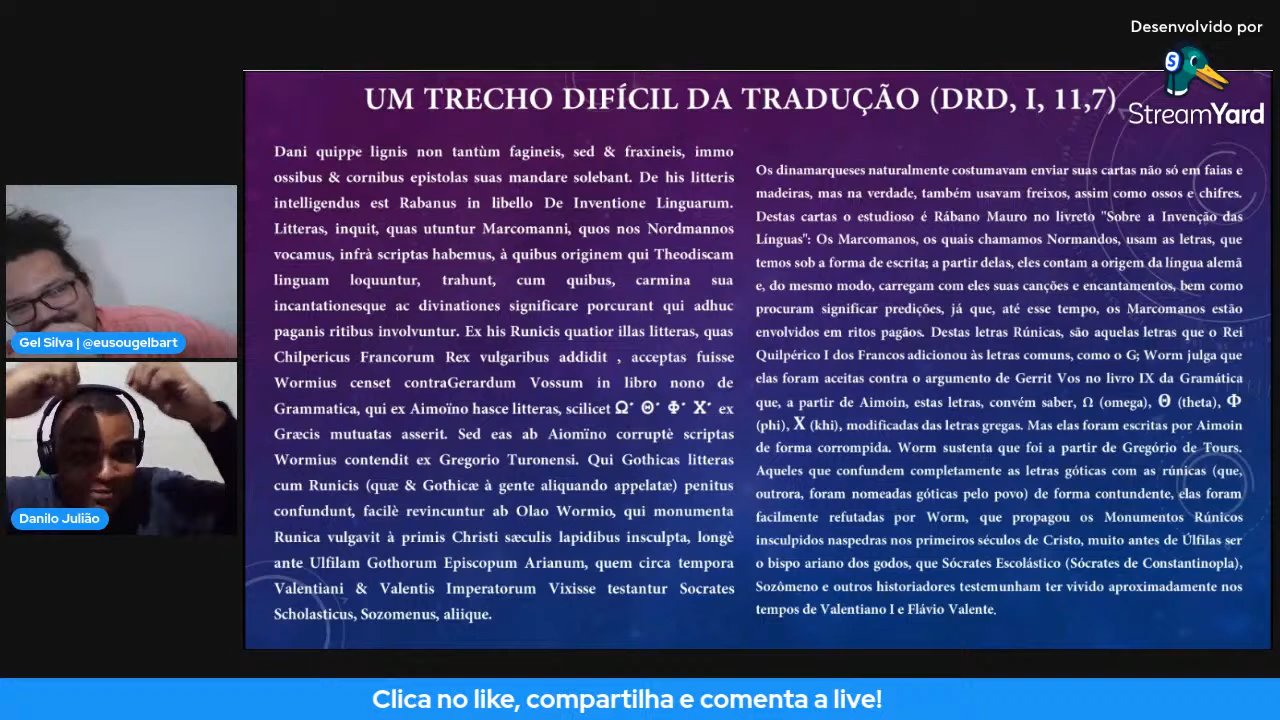 Desenvolvido por
StreamYard
UM TRECHO DIFÍCIL DA TRADUÇÃO (DRD, I, 11,7)
Dani quippe lignis non tantùm fagineis, sed & fraxineis, immo
ossibus & cornibus epistolas suas mandare solebant. De his litteris
intelligendus est Rabanus in libello De Inventione Linguarum.
Litteras, inquit, quas utuntur Marcomanni, quos nos Nordmannos
vocamus, infrà scriptas habemus, à quibus originem qui Theodiscam
linguam loquuntur, trahunt, cum quibus, carmina sua
incantationesque ac divinationes significare porcurant qui adhuc
paganis ritibus involvuntur. Ex his Runicis quatior illas litteras, quas
Chilpericus Francorum Rex vulgaribus addidit , acceptas fuisse
Wormius censet contraGerardum Vossum in libro nono de
Grammatica, qui ex Aimoïno hasce litteras, scilicet Ω· Θ· Φ· X· ex
Græcis mutuatas asserit. Sed eas ab Aiomïno corruptè scriptas
Wormius contendit ex Gregorio Turonensi. Qui Gothicas litteras
cum Runicis (quæ & Gothicæ à gente aliquando appelatæ) penitus
confundunt, facilè revincuntur ab Olao Wormio, qui monumenta
Runica vulgavit à primis Christi sæculis lapidibus insculpta, longè
ante Ulfilam Gothorum Episcopum Arianum, quem circa tempora
Valentiani & Valentis Imperatorum Vixisse testantur Socrates
Scholasticus, Sozomenus, aliique.
Os dinamarqueses naturalmente costumavam enviar suas cartas não só em faias e
madeiras, mas na verdade, também usavam freixos, assim como ossos e chifres.
Destas cartas o estudioso é Rábano Mauro no livreto "Sobre a Invenção das
Línguas": Os Marcomanos, os quais chamamos Normandos, usam as letras, que
temos sob a forma de escrita; a partir delas, eles contam a origem da língua alemã
e, do mesmo modo, carregam com eles suas canções e encantamentos, bem como
procuram significar predições, já que, até esse tempo, os Marcomanos estão
envolvidos em ritos pagãos. Destas letras Rúnicas, são aquelas letras que o Rei
Quilpérico I dos Francos adicionou às letras comuns, como o G; Worm julga que
elas foram aceitas contra o argumento de Gerrit Vos no livro IX da Gramática
que, a partir de Aimoin, estas letras, convém saber, Ω (omega), Θ (theta), Φ
(phi), X (khi), modificadas das letras gregas. Mas elas foram escritas por Aimoin
de forma corrompida. Worm sustenta que foi a partir de Gregório de Tours.
Aqueles que confundem completamente as letras góticas com as rúnicas (que,
outrora, foram nomeadas góticas pelo povo) de forma contundente, elas foram
facilmente refutadas por Worm, que propagou os Monumentos Rúnicos
insculpidos naspedras nos primeiros séculos de Cristo, muito antes de Úlfilas ser
o bispo ariano dos godos, que Sócrates Escolástico (Sócrates de Constantinopla),
Sozômeno e outros historiadores testemunham ter vivido aproximadamente nos
tempos de Valentiano I e Flávio Valente.
Gel Silva | @eusougelbart
Danilo Julião
Clica no like, compartilha e comenta a live!